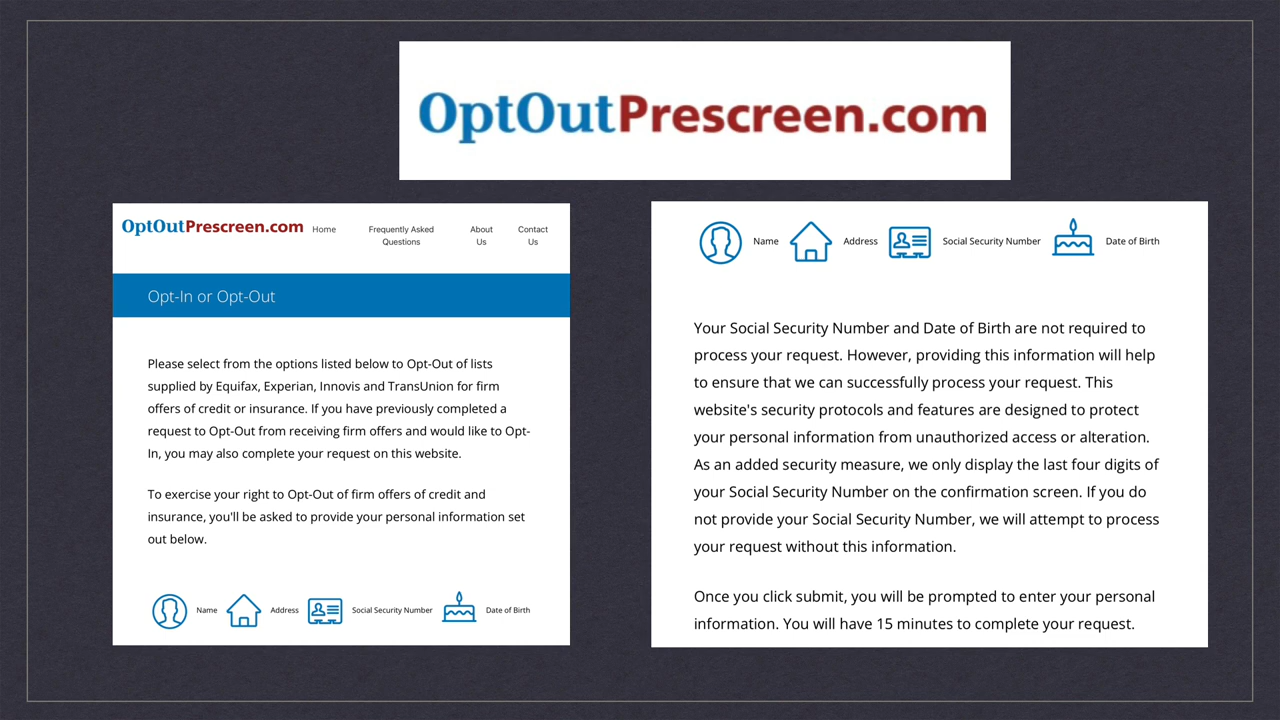 OptOutPrescreen.com
OptOutPrescreen.com
Home
Frequently Asked
Questions
About
Us
Contact
Us
Opt-In or Opt-Out
Please select from the options listed below to Opt-Out of lists
supplied by Equifax, Experian, Innovis and TransUnion for firm
offers of credit or insurance. If you have previously completed a
request to Opt-Out from receiving firm offers and would like to Opt-
In, you may also complete your request on this website.
To exercise your right to Opt-Out of firm offers of credit and
insurance, you'll be asked to provide your personal information set
out below.
Name Address Social Security Number Date of Birth
Name Address Social Security Number Date of Birth
Your Social Security Number and Date of Birth are not required to
process your request. However, providing this information will help
to ensure that we can successfully process your request. This
website's security protocols and features are designed to protect
your personal information from unauthorized access or alteration.
As an added security measure, we only display the last four digits of
your Social Security Number on the confirmation screen. If you do
not provide your Social Security Number, we will attempt to process
your request without this information.
Once you click submit, you will be prompted to enter your personal
information. You will have 15 minutes to complete your request.